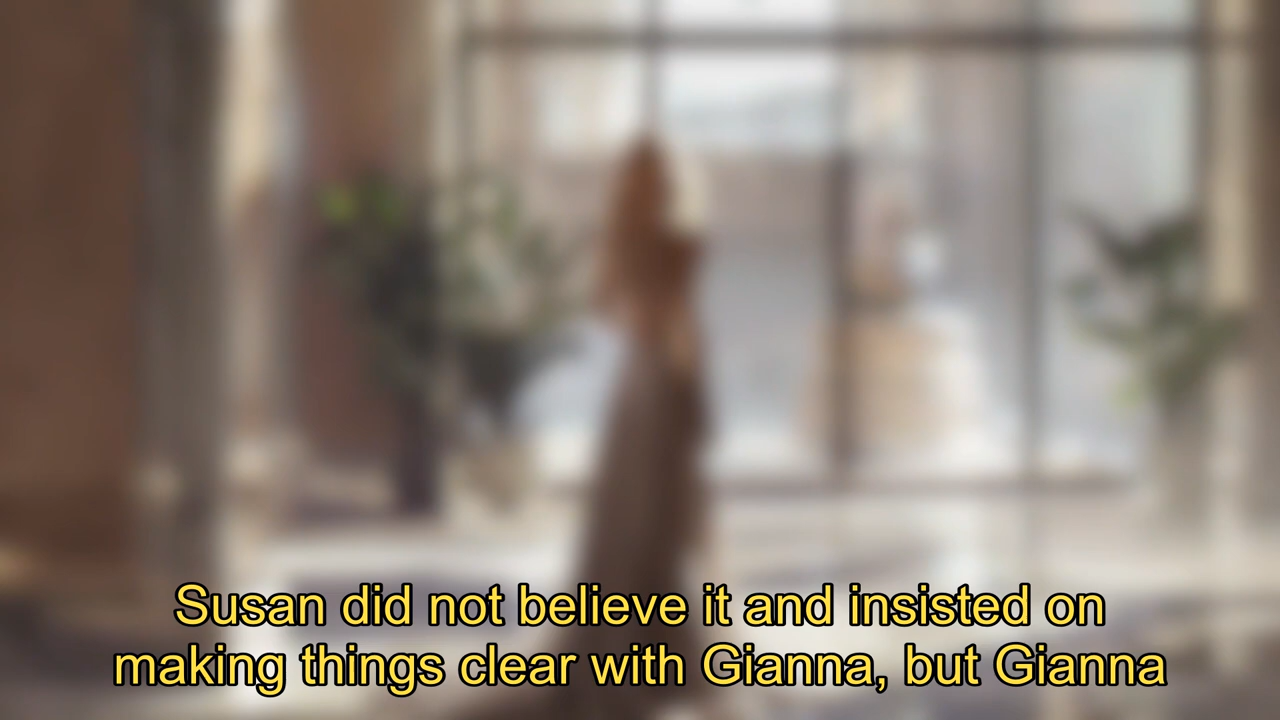 Susan did not believe it and insisted on
making things clear with Gianna, but Gianna